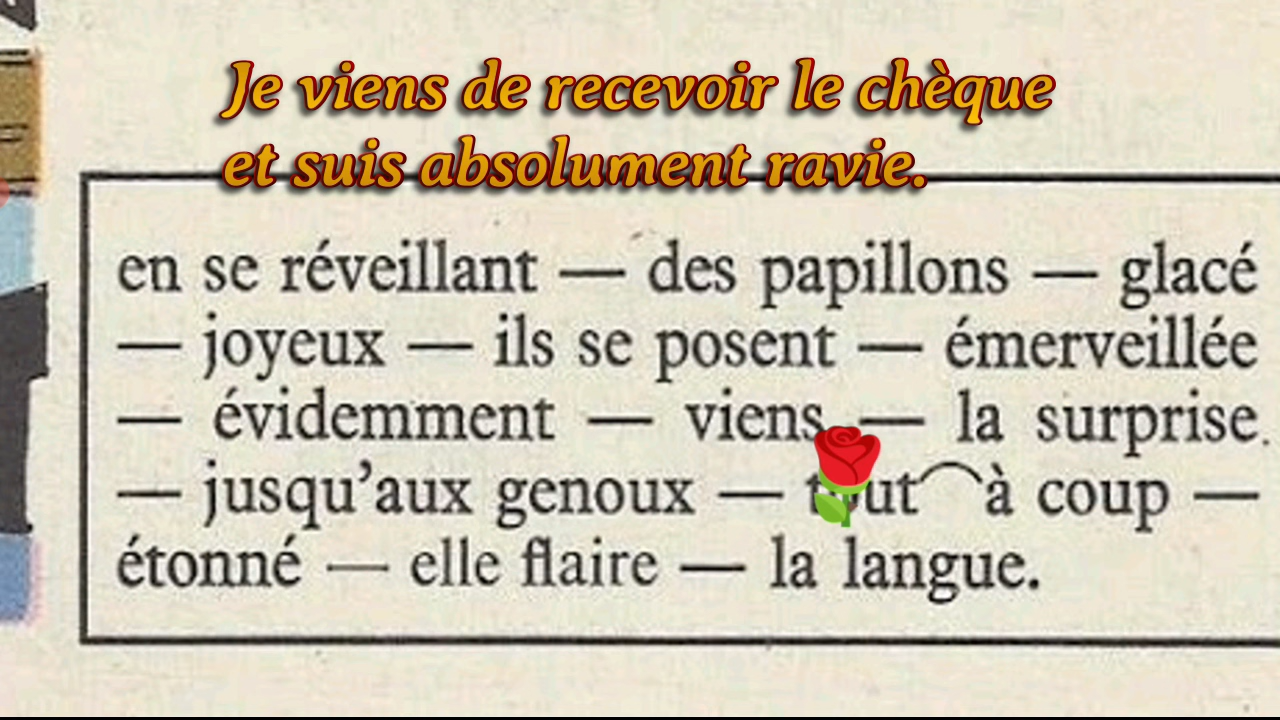 Je viens de recevoir le chèque
et suis absolument ravie.
en se réveillant — des papillons — glacé
— joyeux — ils se posent — émerveillée
— évidemment — viens — la surprise
— jusqu'aux genoux — tout à coup —
étonné — elle flaire — la langue.